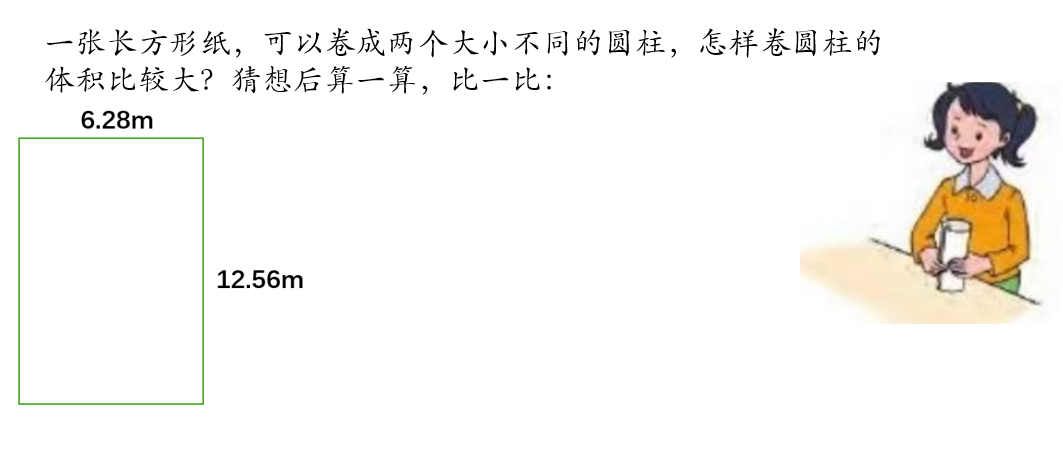 一张长方形纸，可以卷成两个大小不同的圆柱，怎样卷圆柱的
体积比较大？猜想后算一算，比一比：
6.28m
12.56m